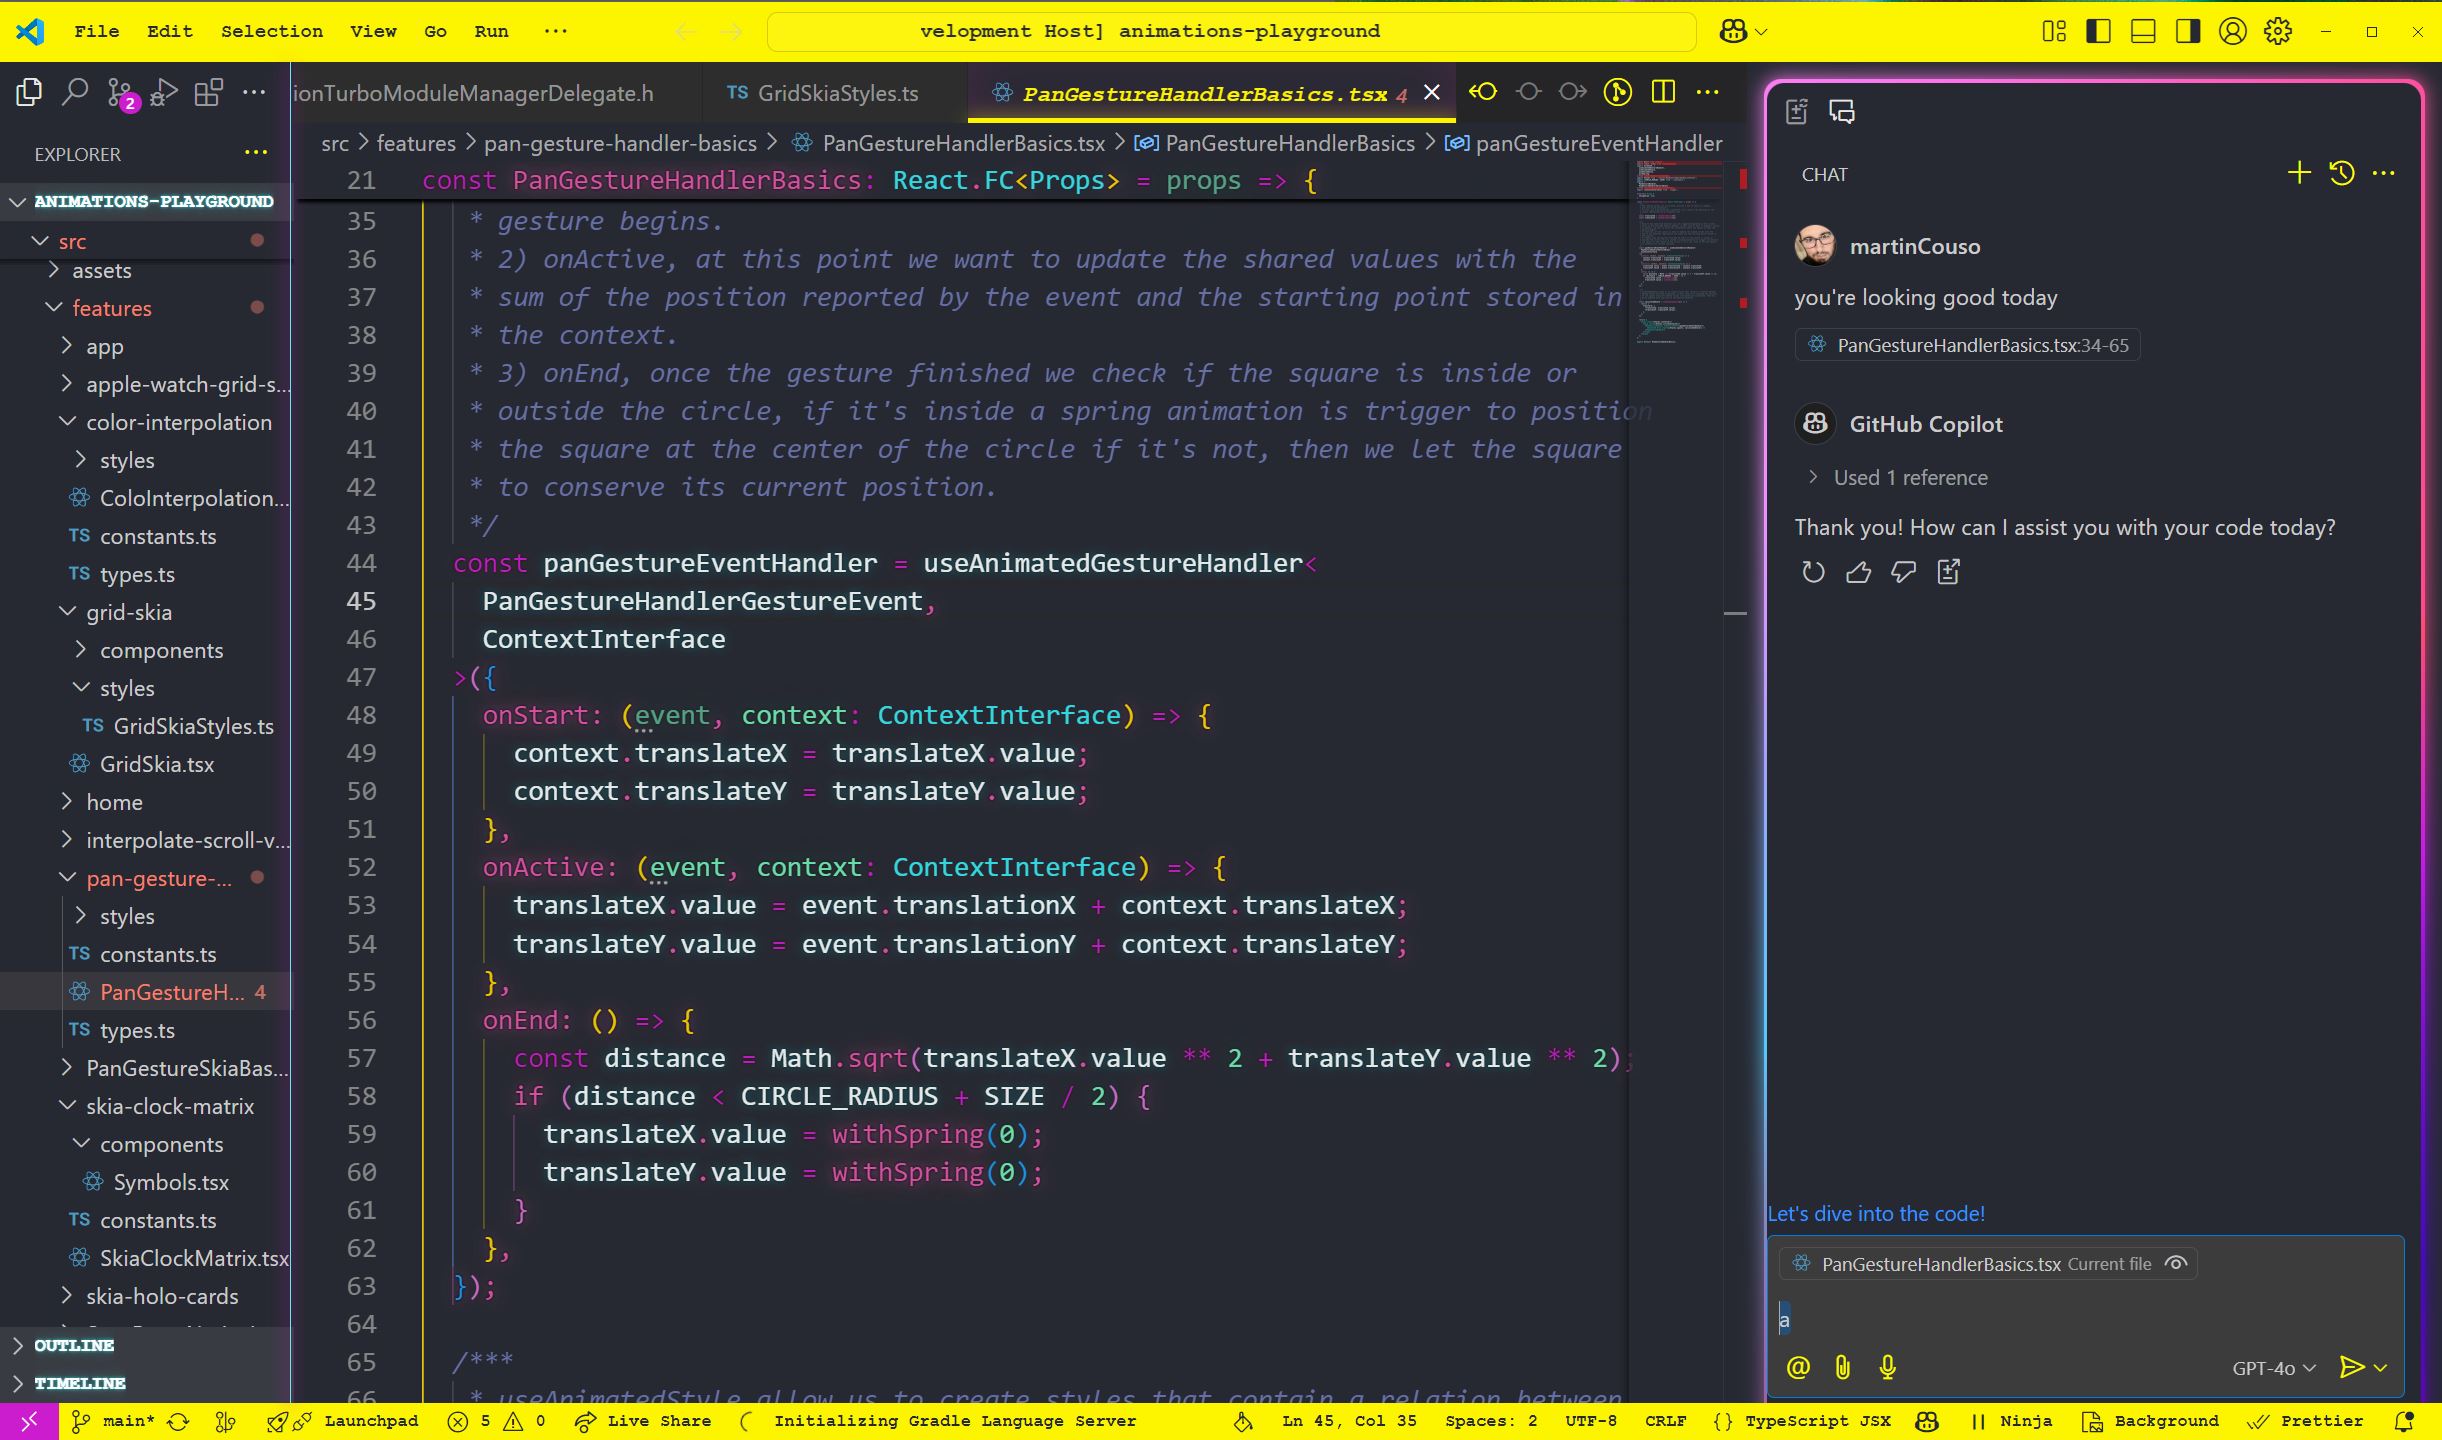 File Edit Selection View Go Run ...
velopment Host] animations-playground
2
EXPLORER
ANIMATIONS-PLAYGROUND
src
assets
features
app
apple-watch-grid-s...
color-interpolation
styles
ColoInterpolation...
TS constants.ts
TS types.ts
grid-skia
components
styles
TS GridSkiaStyles.ts
GridSkia.tsx
home
interpolate-scroll-v...
pan-gesture-...
styles
TS constants.ts
PanGestureH... 4
TS types.ts
PanGestureSkiaBas...
skia-clock-matrix
components
Symbols.tsx
TS constants.ts
SkiaClockMatrix.tsx
skia-holo-cards
OUTLINE
TIMELINE
ionTurboModuleManagerDelegate.h
TS GridSkiaStyles.ts
PanGestureHandlerBasics.tsx 4
src > features > pan-gesture-handler-basics > PanGestureHandlerBasics.tsx > PanGestureHandlerBasics > panGestureEventHandler
21 const PanGestureHandlerBasics: React.FC<Props> = props => {
35 * gesture begins.
36 * 2) onActive, at this point we want to update the shared values with the
37 * sum of the position reported by the event and the starting point stored in
38 * the context.
39 * 3) onEnd, once the gesture finished we check if the square is inside or
40 * outside the circle, if it's inside a spring animation is trigger to position
41 * the square at the center of the circle if it's not, then we let the square
42 * to conserve its current position.
43 */
44 const panGestureEventHandler = useAnimatedGestureHandler<
45 PanGestureHandlerGestureEvent,
46 ContextInterface
47 >({
48 onStart: (event, context: ContextInterface) => {
49 context.translateX = translateX.value;
50 context.translateY = translateY.value;
51 },
52 onActive: (event, context: ContextInterface) => {
53 translateX.value = event.translationX + context.translateX;
54 translateY.value = event.translationY + context.translateY;
55 },
56 onEnd: () => {
57 const distance = Math.sqrt(translateX.value ** 2 + translateY.value ** 2);
58 if (distance < CIRCLE_RADIUS + SIZE / 2) {
59 translateX.value = withSpring(0);
60 translateY.value = withSpring(0);
61 }
62 },
63 });
64
65 /***
66 * useAnimatedStyle allow us to create styles that contain a relation between
CHAT
martinCouso
you're looking good today
PanGestureHandlerBasics.tsx:34-65
GitHub Copilot
> Used 1 reference
Thank you! How can I assist you with your code today?
Let's dive into the code!
PanGestureHandlerBasics.tsx Current file
a
@
GPT-4o
main* Launchpad 5 0 Live Share Initializing Gradle Language Server Ln 45, Col 35 Spaces: 2 UTF-8 CRLF {} TypeScript JSX || Ninja Background Prettier